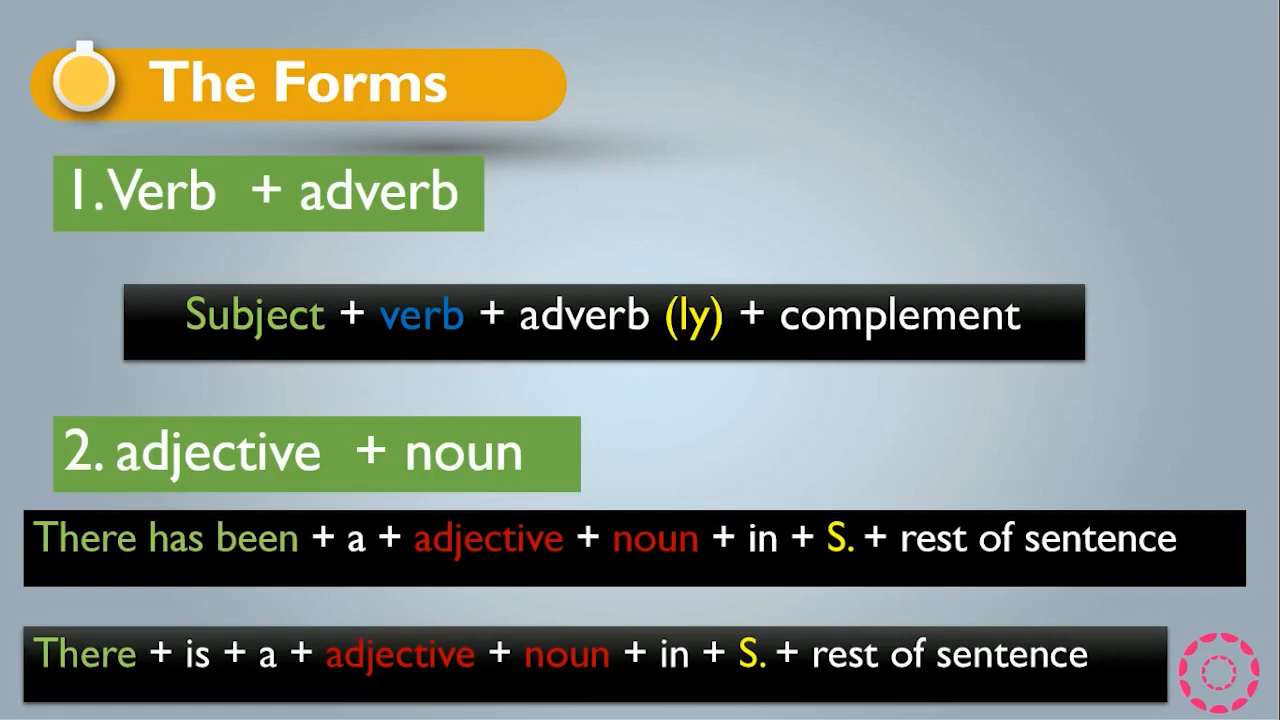 The Forms
1. Verb + adverb
Subject + verb + adverb (ly) + complement
2. adjective + noun
There has been + a + adjective + noun + in + S. + rest of sentence
There + is + a + adjective + noun + in + S. + rest of sentence